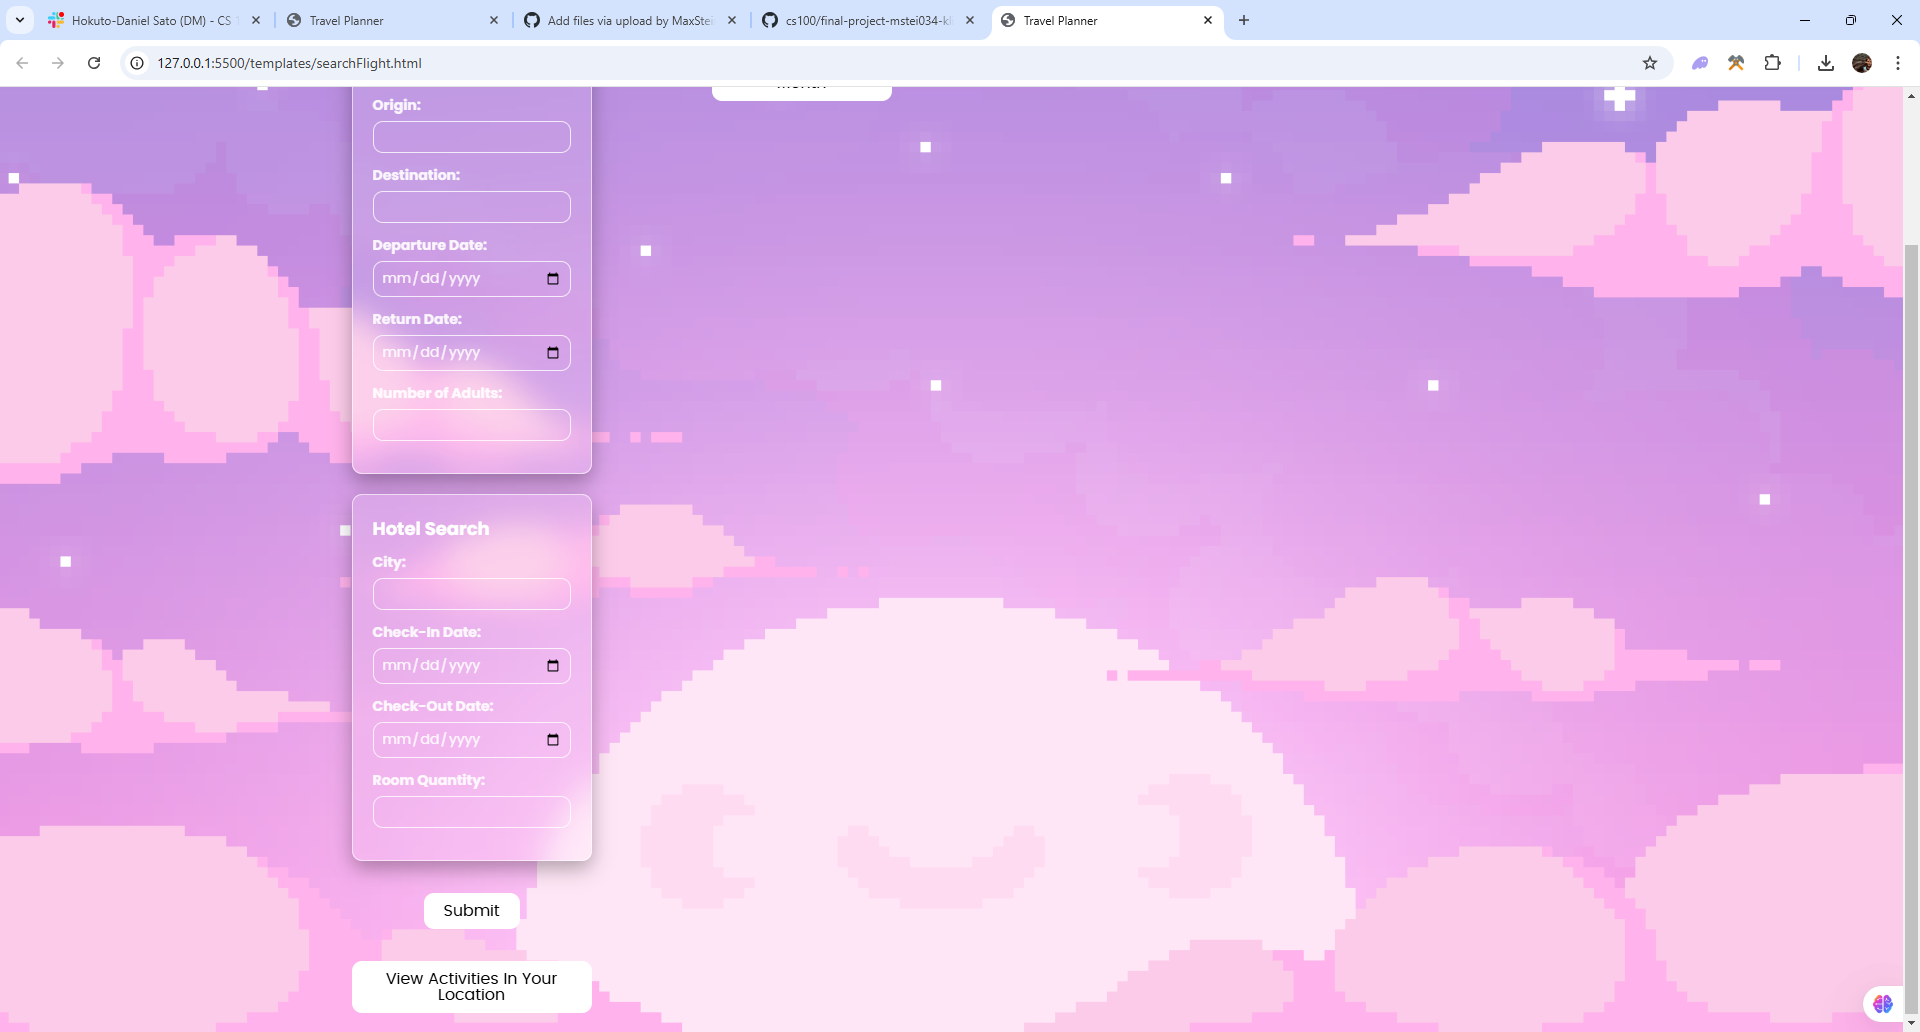 Hokuto-Daniel Sato (DM) - CS 1
Travel Planner
Add files via upload by MaxStei
cs100/final-project-mstei034-kl
Travel Planner
127.0.0.1:5500/templates/searchFlight.html
Origin:
Destination:
Departure Date:
mm/dd/yyyy
Return Date:
mm/dd/yyyy
Number of Adults:
Hotel Search
City:
Check-In Date:
mm/dd/yyyy
Check-Out Date:
mm/dd/yyyy
Room Quantity:
Submit
View Activities In Your
Location